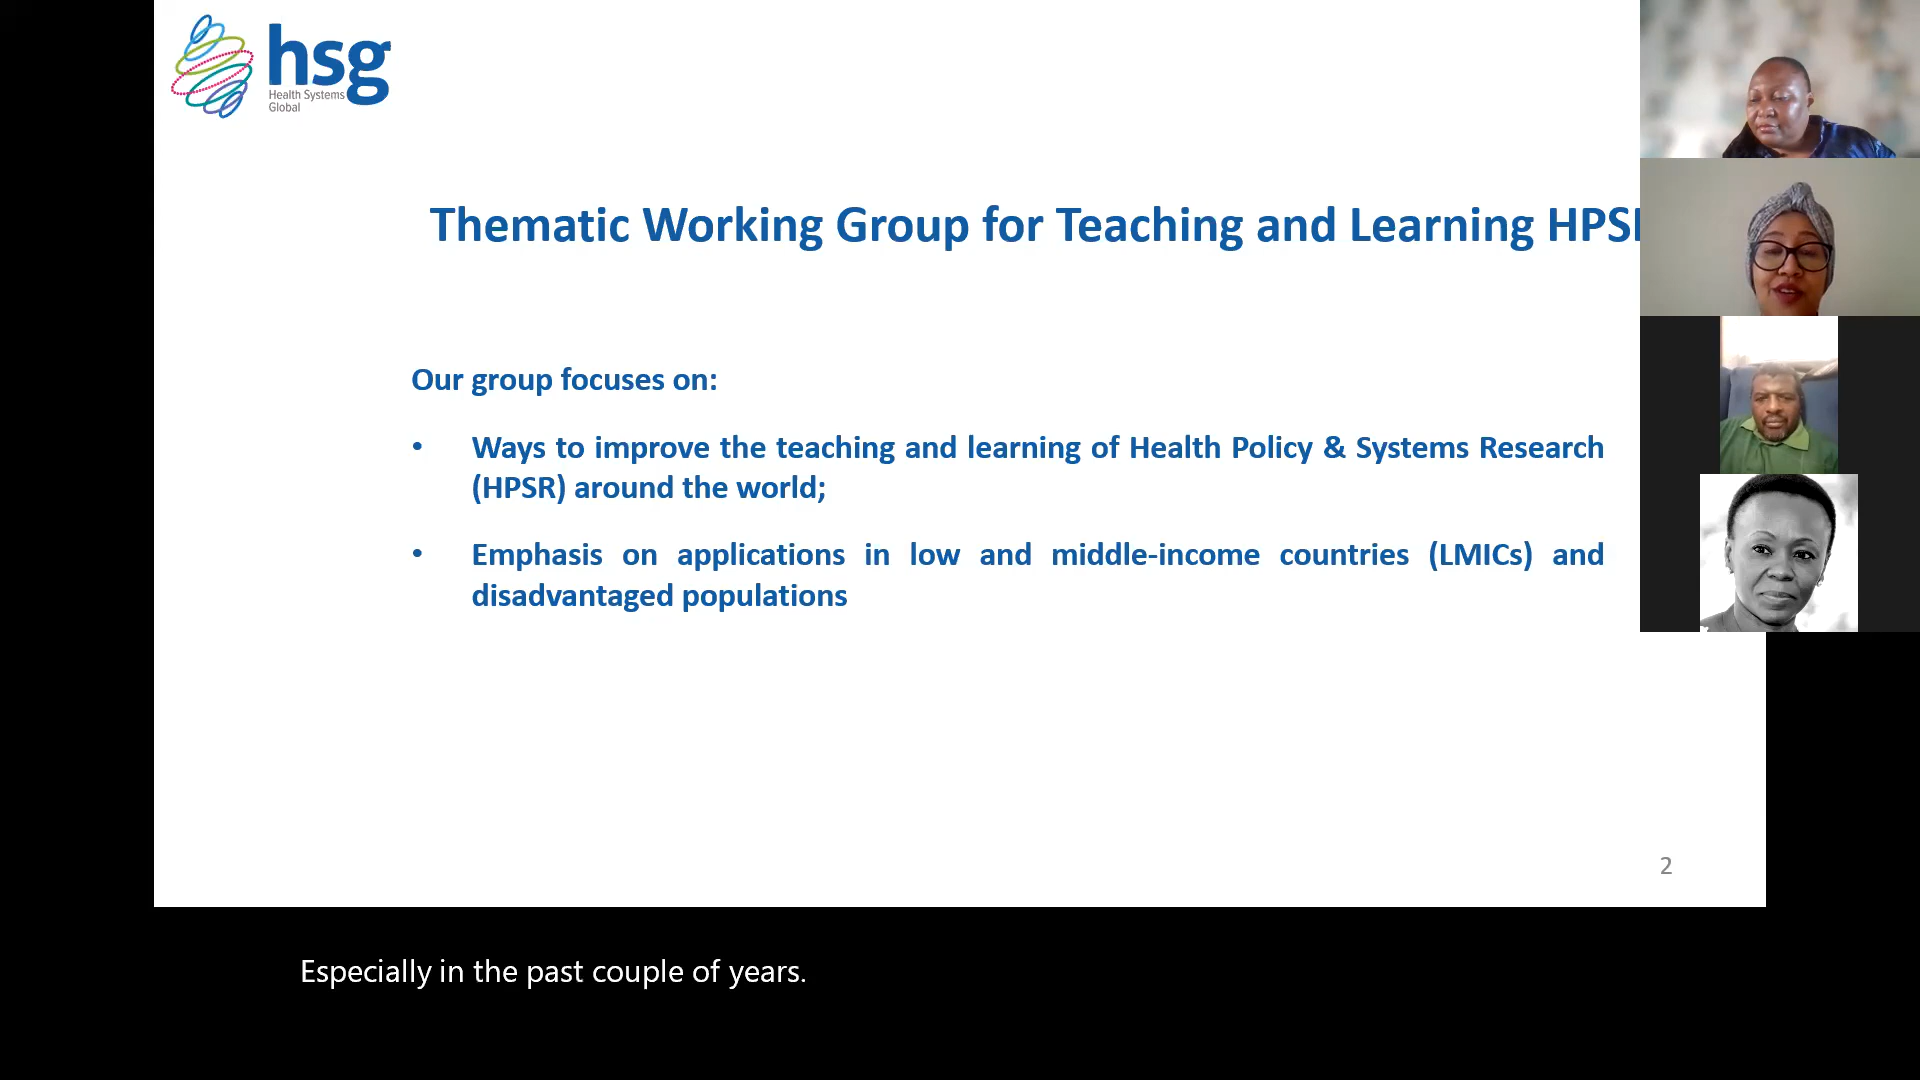 hsg
Health Systems
Global
Thematic Working Group for Teaching and Learning HPS
Our group focuses on:
• Ways to improve the teaching and learning of Health Policy & Systems Research
(HPSR) around the world;
• Emphasis on applications in low and middle-income countries (LMICs) and
disadvantaged populations
2
Especially in the past couple of years.